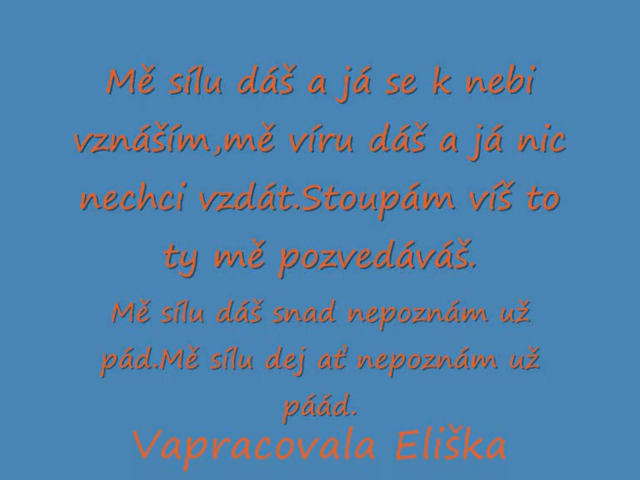 Mě sílu dáš a já se k nebi
vznáším,mě víru dáš a já nic
nechci vzdát.Stoupám víš to
ty mě pozvedáváš.
Mě sílu dáš snad nepoznám už
pád.Mě sílu dej ať nepoznám už
páád.
Vapracovala Eliška